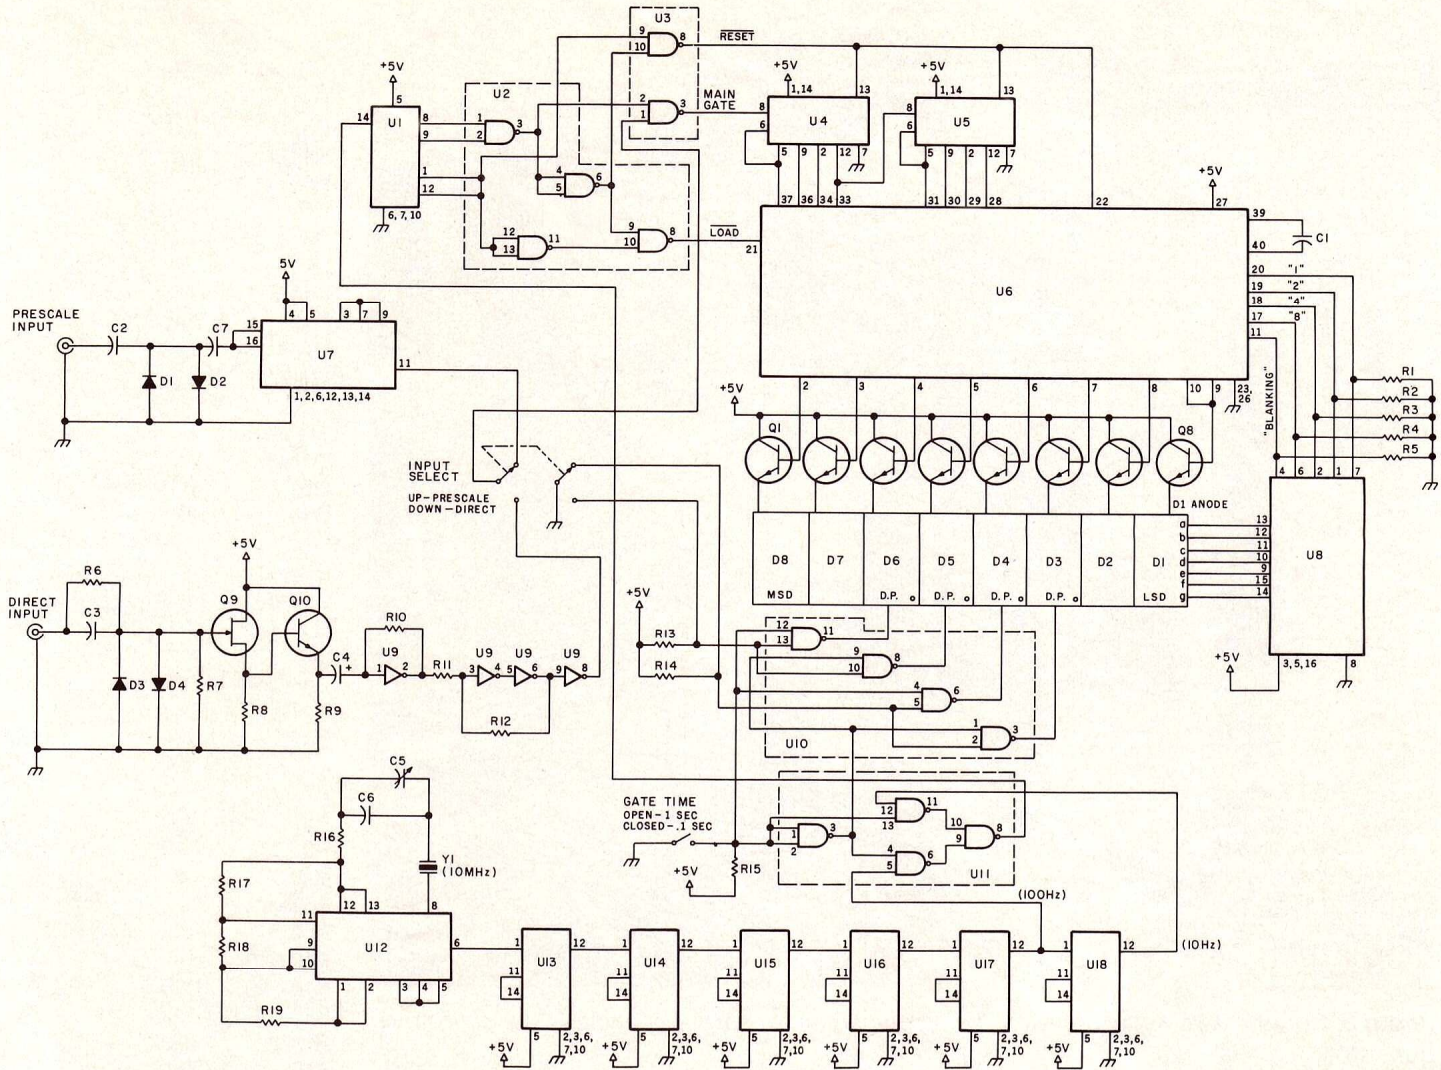 U3
9
10
8
RESET
+5V
5
14
U1
8
9
1
12
6, 7, 10
U2
1
2
3
4
5
6
12
13
11
9
10
8
LOAD
2
1
3
MAIN
GATE
+5V
1, 14
13
8
6
U4
5
9
2
12
7
+5V
1, 14
13
8
6
U5
5
9
2
12
7
37
36
34
33
31
30
29
28
22
+5V
27
21
U6
39
40
C1
20
"1"
19
"2"
18
"4"
17
"8"
11
"BLANKING"
2
3
4
5
6
7
8
10
9
23,
26
R1
R2
R3
R4
R5
PRESCALE
INPUT
C2
C7
D1
D2
5V
4
5
3
7
9
15
16
U7
11
1, 2, 6, 12, 13, 14
INPUT
SELECT
UP-PRESCALE
DOWN-DIRECT
+5V
Q1
Q8
D1 ANODE
D8
MSD
D7
D6
D.P.
D5
D.P.
D4
D.P.
D3
D.P.
D2
D1
LSD
a
b
c
d
e
f
g
13
12
11
10
9
15
14
4
6
2
1
7
U8
+5V
3, 5, 16
8
DIRECT
INPUT
R6
C3
D3
D4
R7
+5V
Q9
Q10
R8
R9
C4
+
R10
U9
1
2
R11
U9
3
4
U9
5
6
U9
9
8
R12
+5V
R13
R14
12
13
11
9
10
8
4
5
6
1
2
3
U10
C5
C6
R16
Y1
(10MHz)
R17
R18
R19
12
13
8
11
9
10
U12
6
1
2
3
4
5
GATE TIME
OPEN-1 SEC
CLOSED-.1 SEC
+5V
R15
1
2
3
12
13
11
4
5
6
10
9
8
U11
(100Hz)
(10Hz)
1
12
U13
11
14
+5V
5
2,3,6,
7,10
1
12
U14
11
14
+5V
5
2,3,6,
7,10
1
12
U15
11
14
+5V
5
2,3,6,
7,10
1
12
U16
11
14
+5V
5
2,3,6,
7,10
1
12
U17
11
14
+5V
5
2,3,6,
7,10
1
12
U18
11
14
+5V
5
2,3,6,
7,10